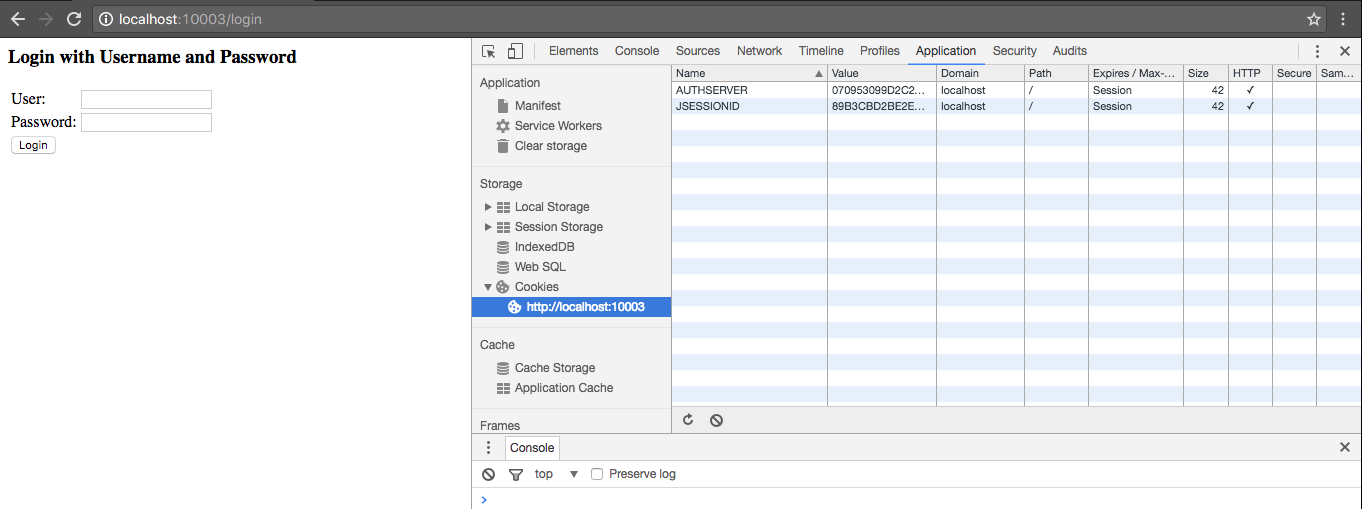 localhost:10003/login
Login with Username and Password
User:
Password:
Login
Elements Console Sources Network Timeline Profiles Application Security Audits
Application
Manifest
Service Workers
Clear storage
Storage
Local Storage
Session Storage
IndexedDB
Web SQL
Cookies
http://localhost:10003
Cache
Cache Storage
Application Cache
Frames
Name Value Domain Path Expires / Max-... Size HTTP Secure Sam...
AUTHSERVER 070953099D2C2... localhost / Session 42 ✓
JSESSIONID 89B3CBD2BE2E... localhost / Session 42 ✓
Console
top Preserve log